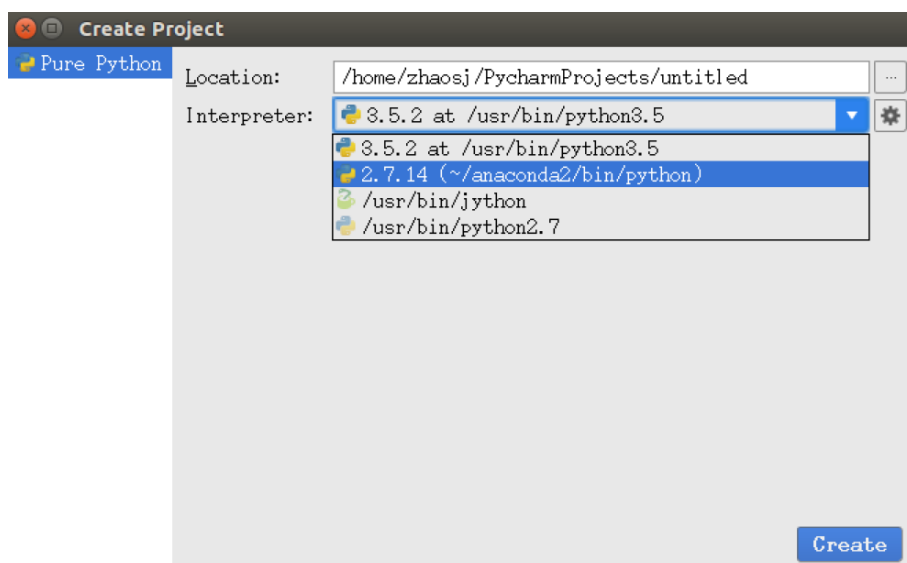 Create Project
Pure Python
Location: /home/zhaosj/PycharmProjects/untitled ...
Interpreter: 3.5.2 at /usr/bin/python3.5
3.5.2 at /usr/bin/python3.5
2.7.14 (~/anaconda2/bin/python)
/usr/bin/jython
/usr/bin/python2.7
Create